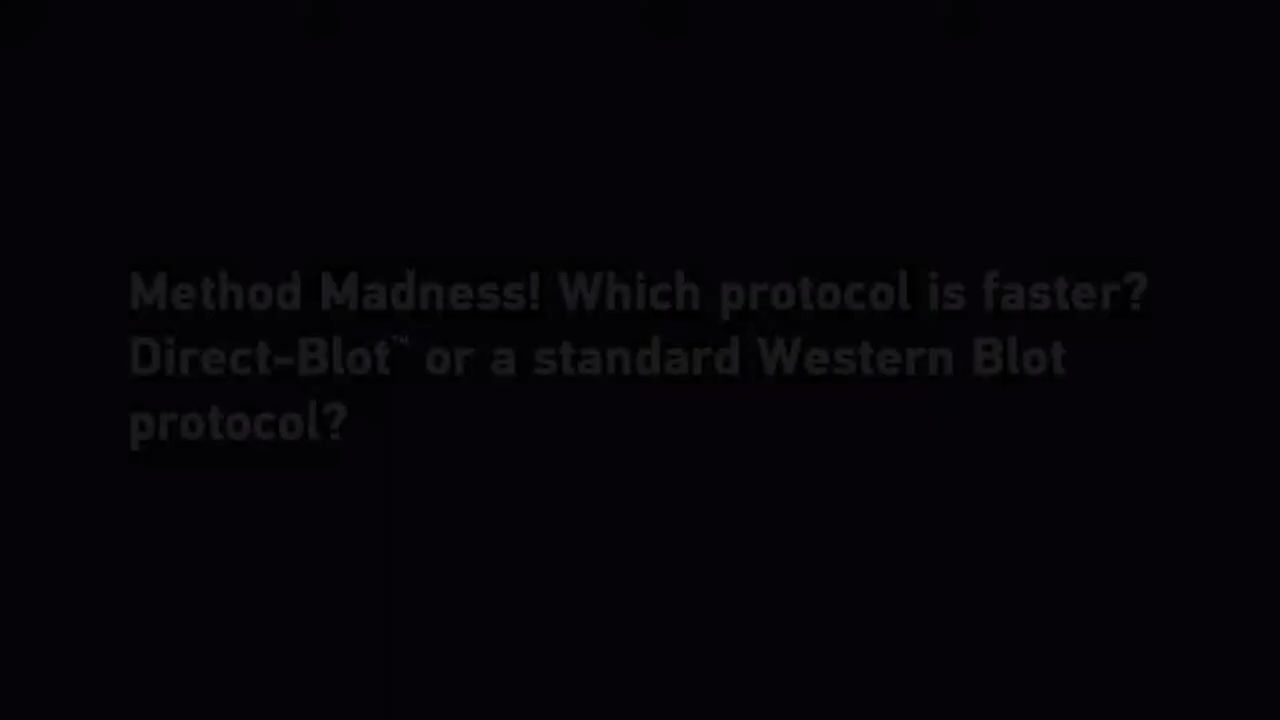 Method Madness! Which protocol is faster?
Direct-Blot™ or a standard Western Blot
protocol?